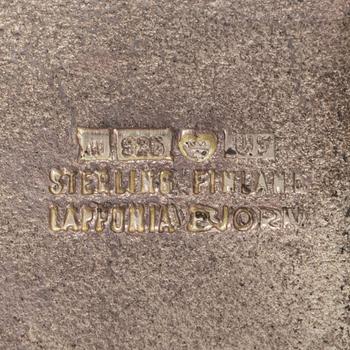 925
STERLING FINLAND
LAPPONIA BJORN